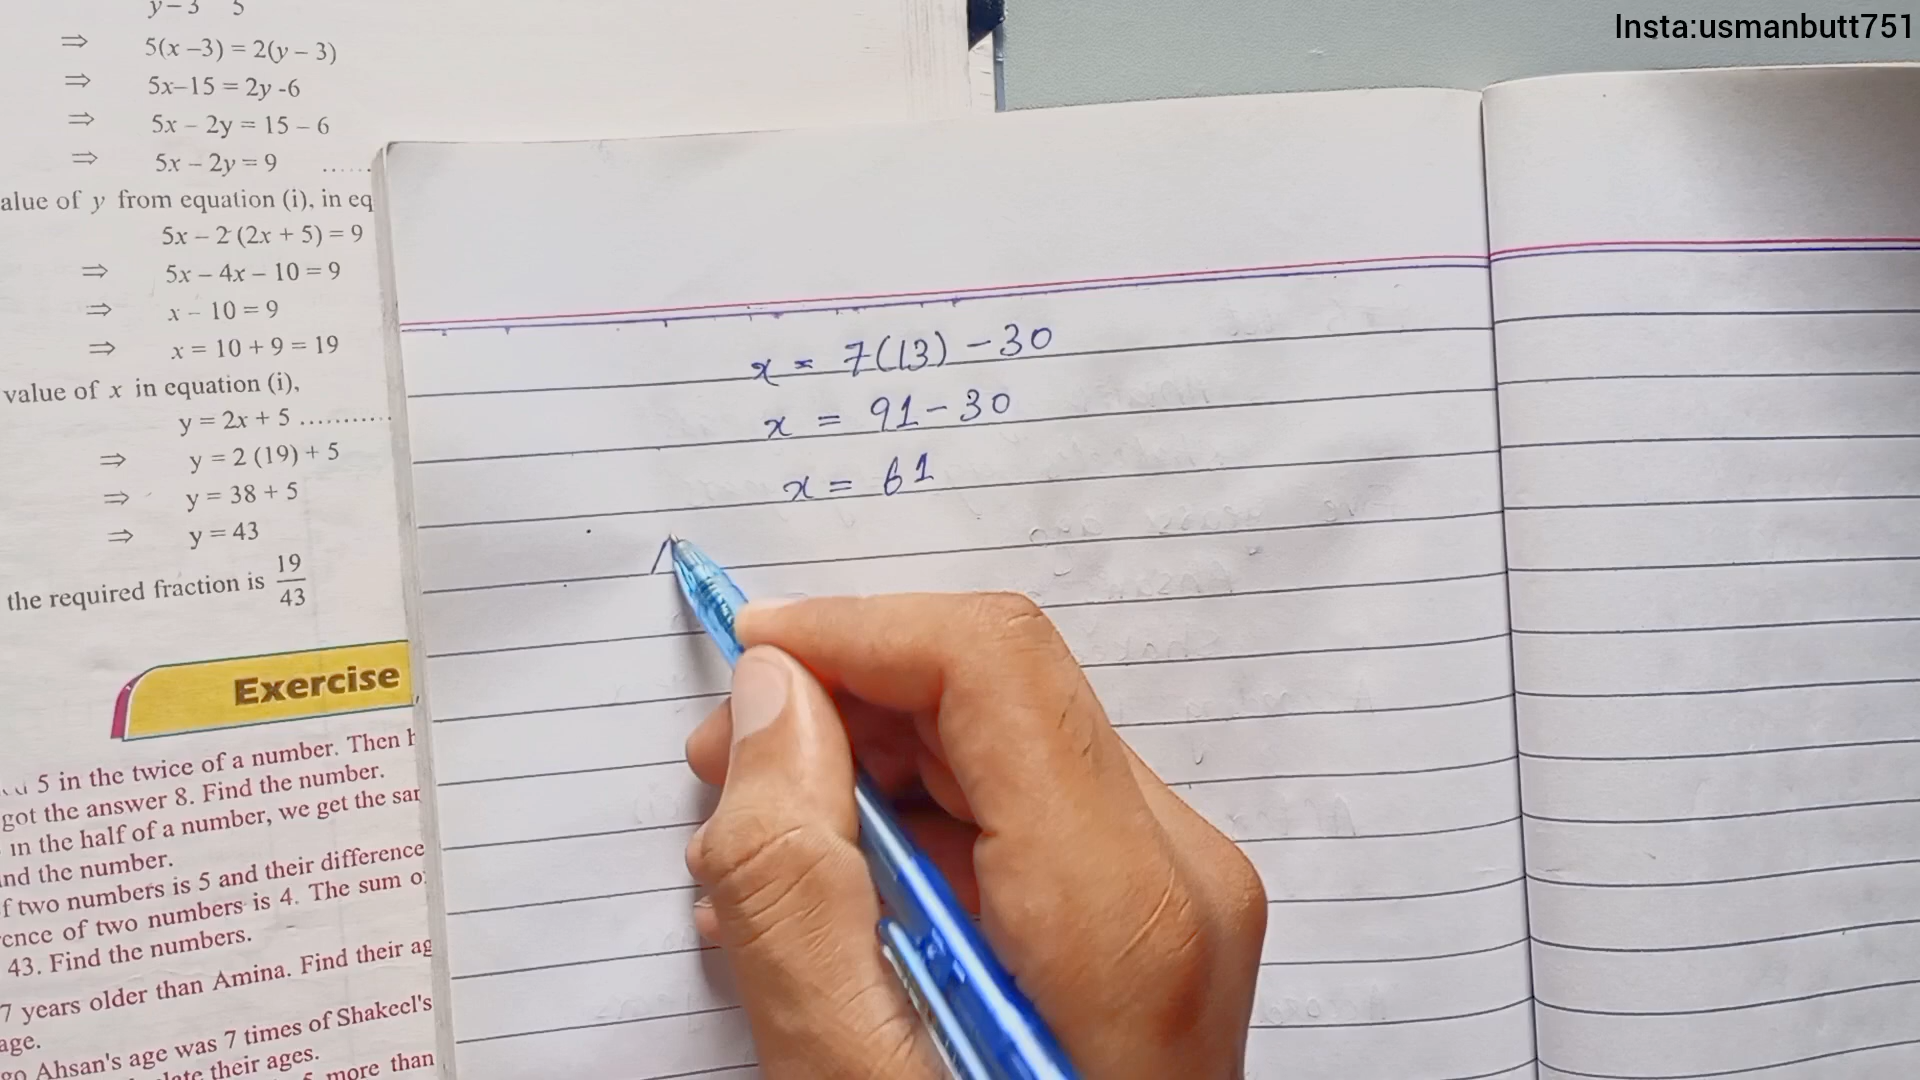 Insta:usmanbutt751
y – 3 5
⇒ 5(x –3) = 2(y – 3)
⇒ 5x–15 = 2y -6
⇒ 5x – 2y = 15 – 6
⇒ 5x – 2y = 9 .....
alue of y from equation (i), in eq
5x – 2 (2x + 5) = 9
⇒ 5x – 4x – 10 = 9
⇒ x – 10 = 9
⇒ x = 10 + 9 = 19
value of x in equation (i),
y = 2x + 5 ..........
⇒ y = 2 (19) + 5
⇒ y = 38 + 5
⇒ y = 43
the required fraction is 19/43
Exercise
5 in the twice of a number. Then
got the answer 8. Find the number.
in the half of a number, we get the
the number.
f two numbers is 5 and their difference
ence of two numbers is 4. The sum o
43. Find the numbers.
7 years older than Amina. Find their ag
age.
go Ahsan's age was 7 times of Shakeel's
their ages.
5 more than
x = 7(13) – 30
x = 91 – 30
x = 61